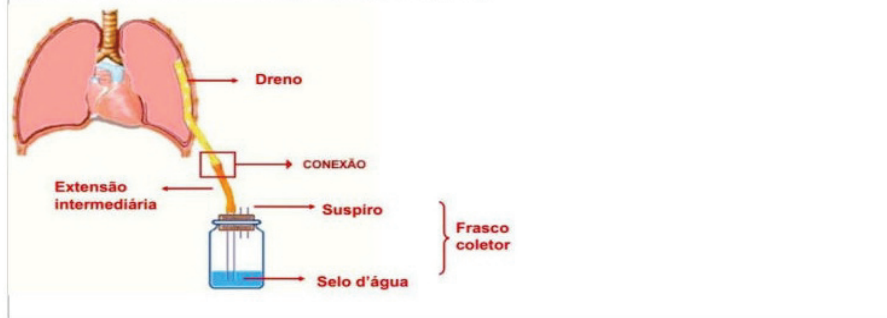 Dreno
CONEXÃO
Extensão
intermediária
Suspiro
Frasco
coletor
Selo d'água